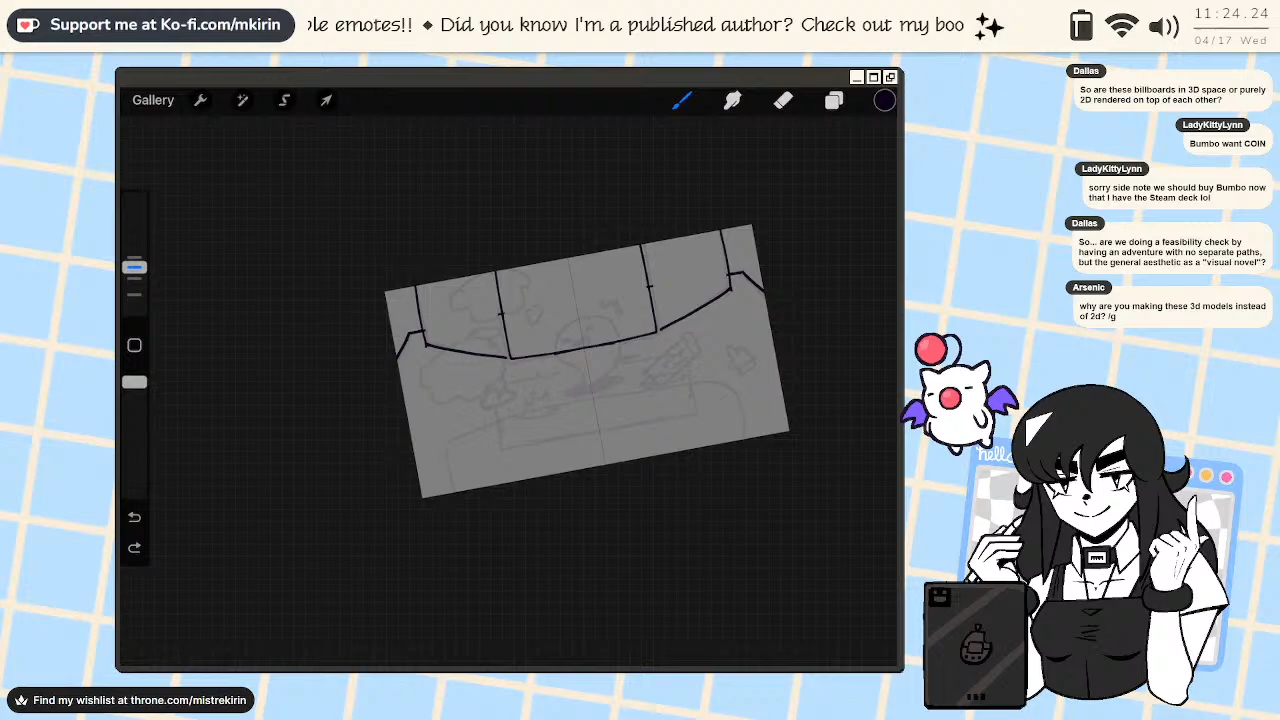 Support me at Ko-fi.com/mkirin
le emotes!! ◆ Did you know I'm a published author? Check out my boo
11:24.24
04/17 Wed
Gallery
Dallas
So are these billboards in 3D space or purely
2D rendered on top of each other?
LadyKittyLynn
Bumbo want COIN
LadyKittyLynn
sorry side note we should buy Bumbo now
that I have the Steam deck lol
Dallas
So... are we doing a feasibility check by
having an adventure with no separate paths,
but the general aesthetic as a "visual novel"?
Arsenic
why are you making these 3d models instead
of 2d? /g
hello
Find my wishlist at throne.com/mistrekirin